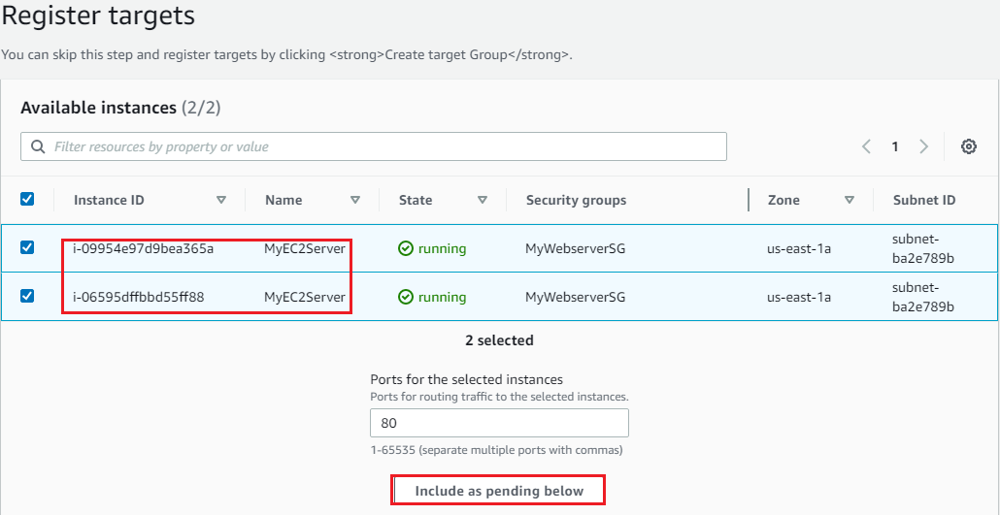 Register targets
You can skip this step and register targets by clicking <strong>Create target Group</strong>.
Available instances (2/2)
Filter resources by property or value
1
Instance ID Name State Security groups Zone Subnet ID
i-09954e97d9bea365a MyEC2Server running MyWebserverSG us-east-1a subnet-
ba2e789b
i-06595dffbbd55ff88 MyEC2Server running MyWebserverSG us-east-1a subnet-
ba2e789b
2 selected
Ports for the selected instances
Ports for routing traffic to the selected instances.
80
1-65535 (separate multiple ports with commas)
Include as pending below